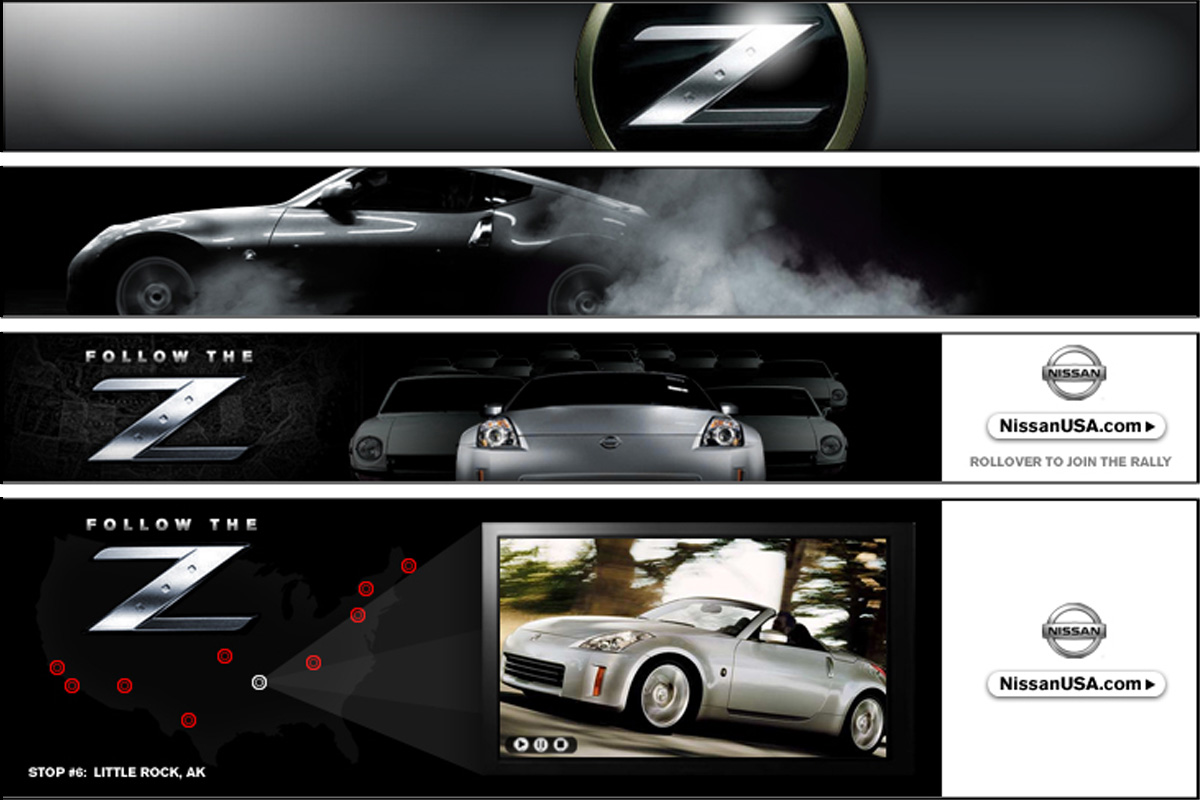 Z
FOLLOW THE
Z
NISSAN
NissanUSA.com
ROLLOVER TO JOIN THE RALLY
FOLLOW THE
Z
NISSAN
NissanUSA.com
STOP #6: LITTLE ROCK, AK